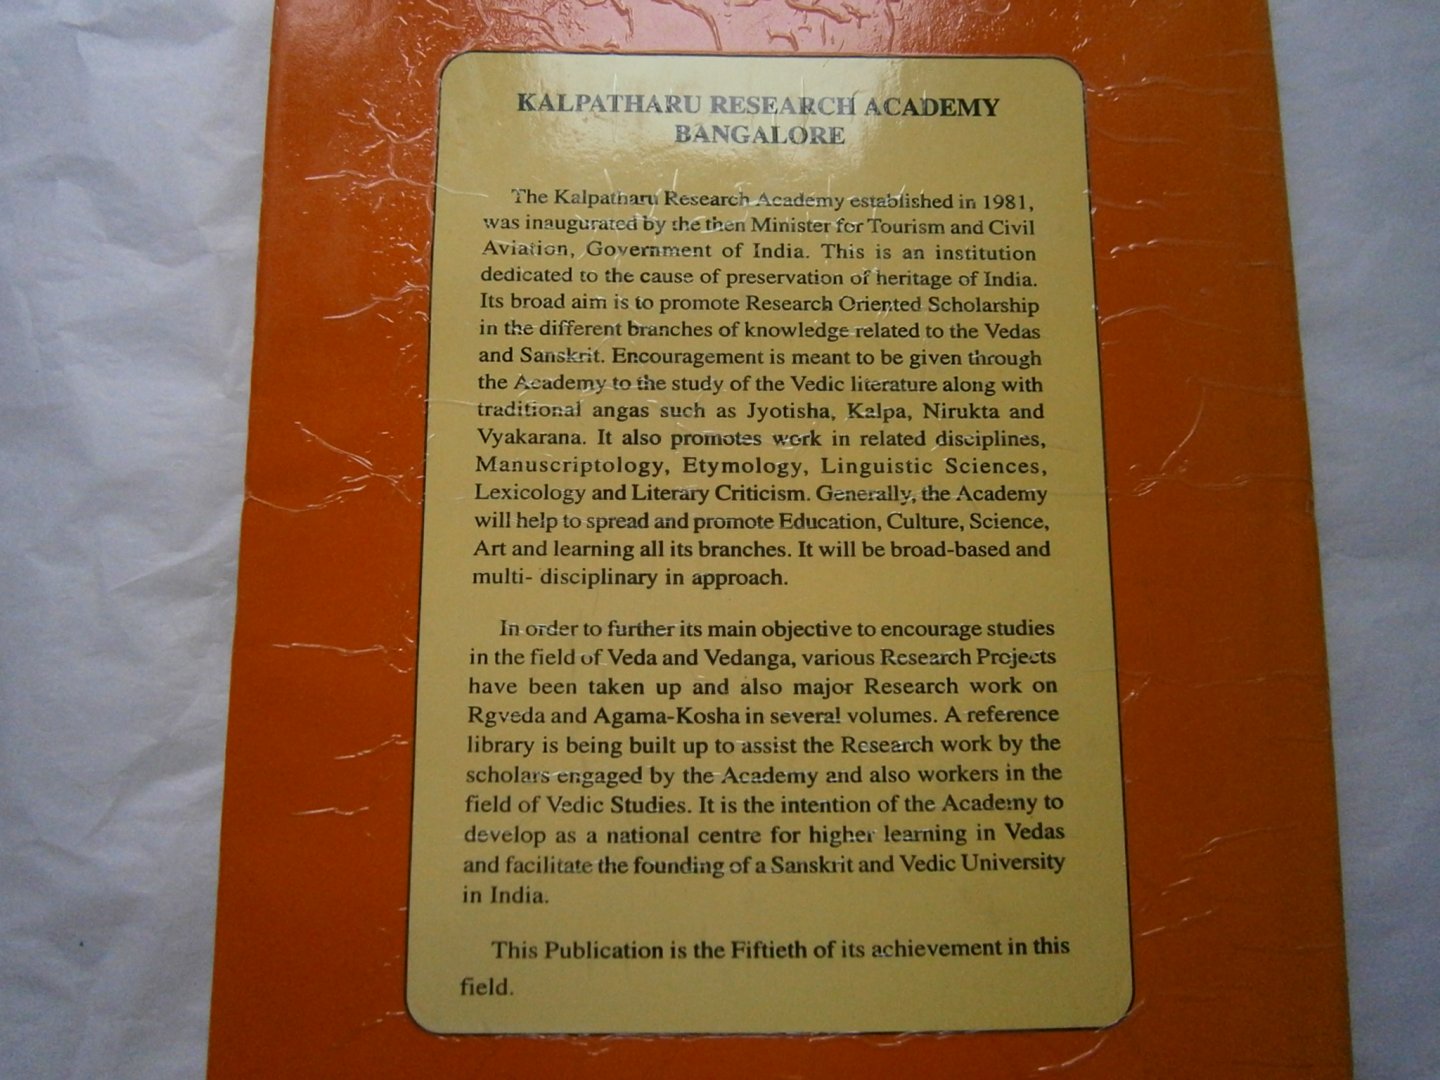 KALPATHARU RESEARCH ACADEMY
BANGALORE
The Kalpatharu Research Academy established in 1981,
was inaugurated by the then Minister for Tourism and Civil
Aviation, Government of India. This is an institution
dedicated to the cause of preservation of heritage of India.
Its broad aim is to promote Research Oriented Scholarship
in the different branches of knowledge related to the Vedas
and Sanskrit. Encouragement is meant to be given through
the Academy to the study of the Vedic literature along with
traditional angas such as Jyotisha, Kalpa, Nirukta and
Vyakarana. It also promotes work in related disciplines,
Manuscriptology, Etymology, Linguistic Sciences,
Lexicology and Literary Criticism. Generally, the Academy
will help to spread and promote Education, Culture, Science,
Art and learning all its branches. It will be broad-based and
multi- disciplinary in approach.
In order to further its main objective to encourage studies
in the field of Veda and Vedanga, various Research Projects
have been taken up and also major Research work on
Rgveda and Agama-Kosha in several volumes. A reference
library is being built up to assist the Research work by the
scholars engaged by the Academy and also workers in the
field of Vedic Studies. It is the intention of the Academy to
develop as a national centre for higher learning in Vedas
and facilitate the founding of a Sanskrit and Vedic University
in India.
This Publication is the Fiftieth of its achievement in this
field.